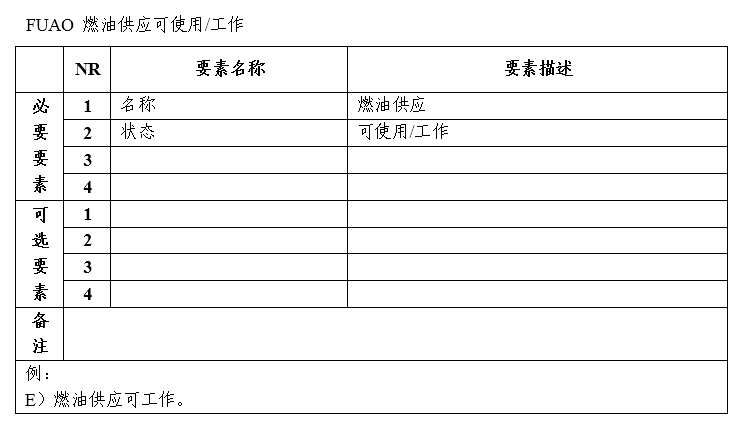 FUAO 燃油供应可使用/工作
NR 要素名称 要素描述
必要要素
1 名称 燃油供应
2 状态 可使用/工作
3
4
可选要素
1
2
3
4
备注
例：
E）燃油供应可工作。